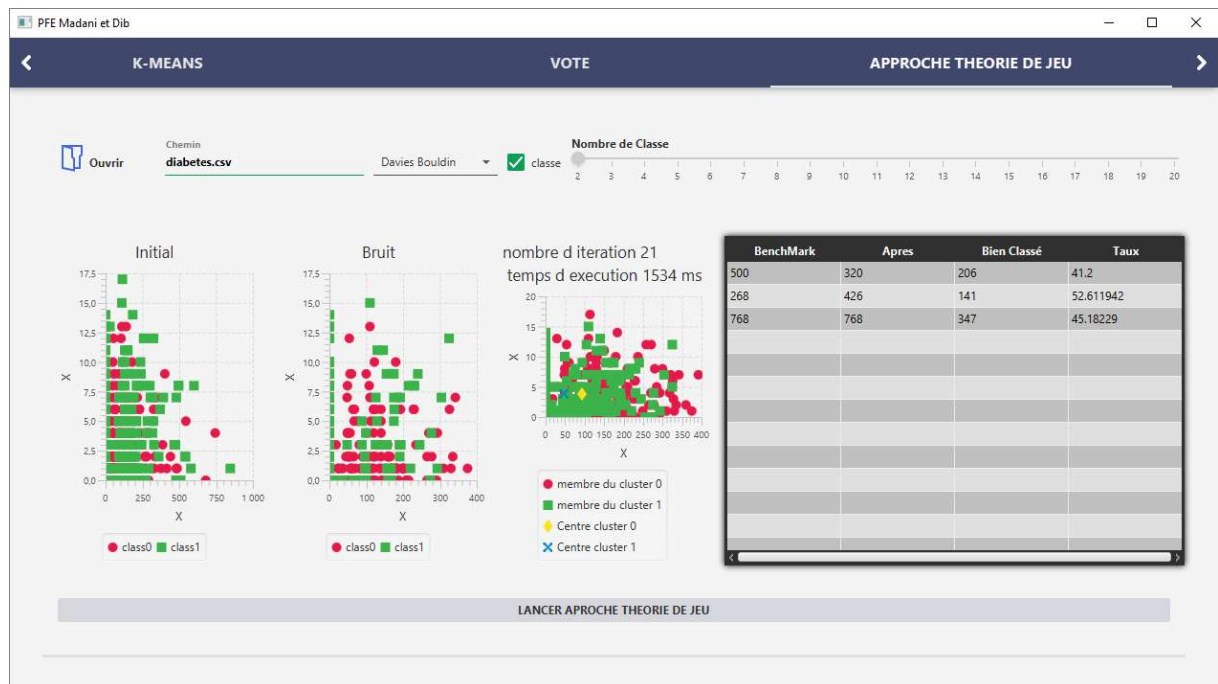 PFE Madani et Dib
K-MEANS VOTE APPROCHE THEORIE DE JEU
Chemin
Ouvrir diabetes.csv Davies Bouldin classe
Nombre de Classe
2 3 4 5 6 7 8 9 10 11 12 13 14 15 16 17 18 19 20
Initial
17,5
15,0
12,5
10,0
7,5
5,0
2,5
0,0
X
0 250 500 750 1 000
X
class0 class1
Bruit
17,5
15,0
12,5
10,0
7,5
5,0
2,5
0,0
X
0 100 200 300 400
X
class0 class1
nombre d iteration 21
temps d execution 1534 ms
20
15
10
5
0
X
0 50 100 150 200 250 300 350 400
X
membre du cluster 0
membre du cluster 1
Centre cluster 0
Centre cluster 1
BenchMark Apres Bien Classé Taux
500 320 206 41.2
268 426 141 52.611942
768 768 347 45.18229
LANCER APROCHE THEORIE DE JEU